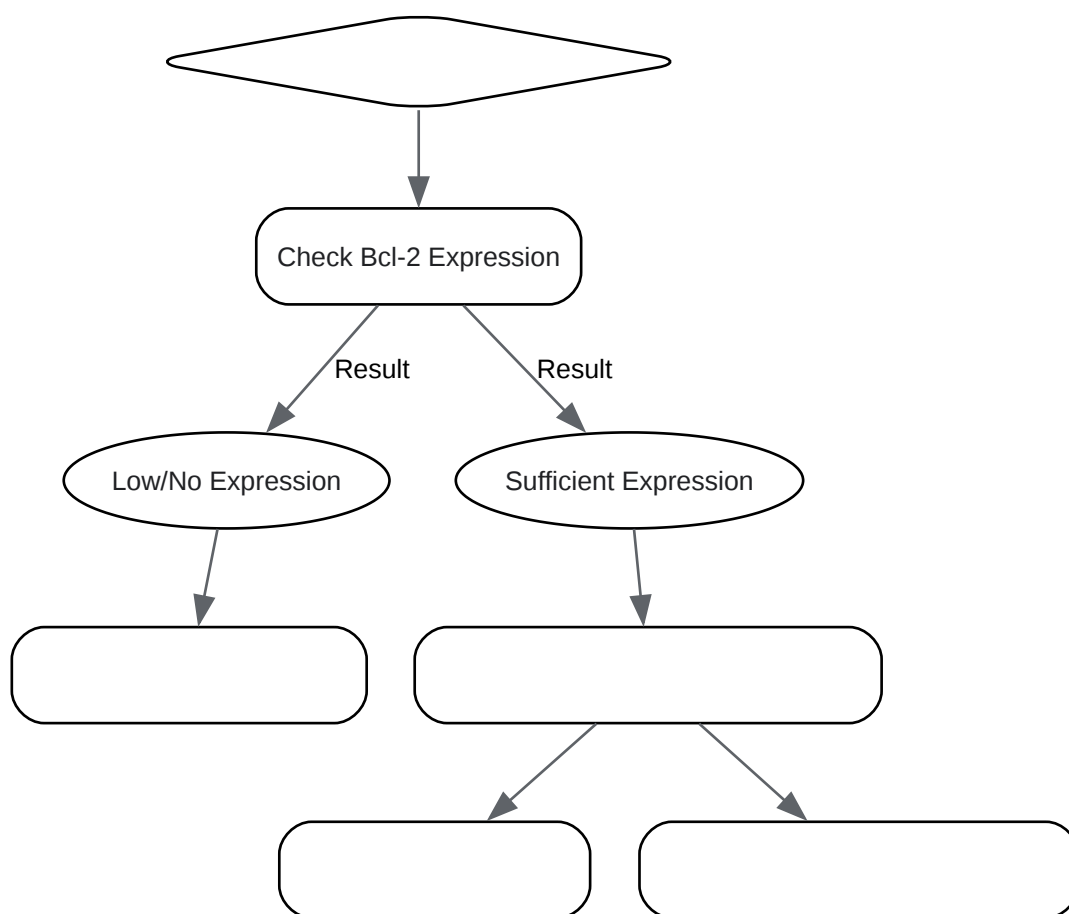 Check Bcl-2 Expression
Result
Result
Low/No Expression
Sufficient Expression